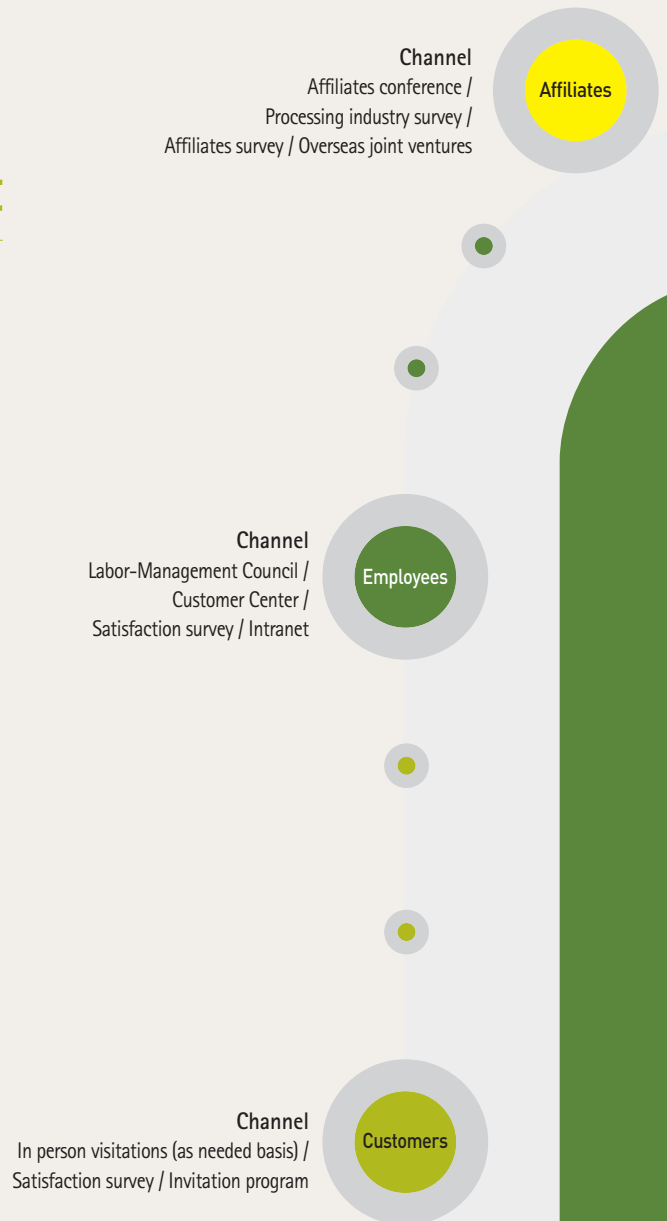 Channel
Affiliates conference /
Processing industry survey /
Affiliates survey / Overseas joint ventures
Affiliates
Channel
Labor-Management Council /
Customer Center /
Satisfaction survey / Intranet
Employees
Channel
In person visitations (as needed basis) /
Satisfaction survey / Invitation program
Customers